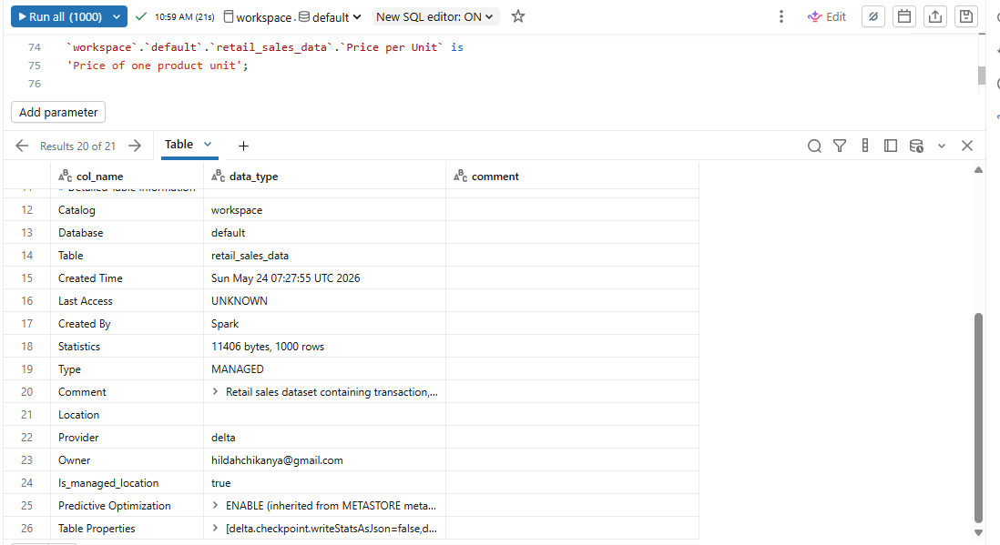 Run all (1000) 10:59 AM (21s) workspace . default New SQL editor: ON Edit
74 `workspace`.`default`.`retail_sales_data`.`Price per Unit` is
75 'Price of one product unit';
76
Add parameter
Results 20 of 21 Table +
col_name data_type comment
11 # Detailed Table Information
12 Catalog workspace
13 Database default
14 Table retail_sales_data
15 Created Time Sun May 24 07:27:55 UTC 2026
16 Last Access UNKNOWN
17 Created By Spark
18 Statistics 11406 bytes, 1000 rows
19 Type MANAGED
20 Comment Retail sales dataset containing transaction,...
21 Location
22 Provider delta
23 Owner hildahchikanya@gmail.com
24 Is_managed_location true
25 Predictive Optimization ENABLE (inherited from METASTORE meta...
26 Table Properties [delta.checkpoint.writeStatsAsJson=false,d...